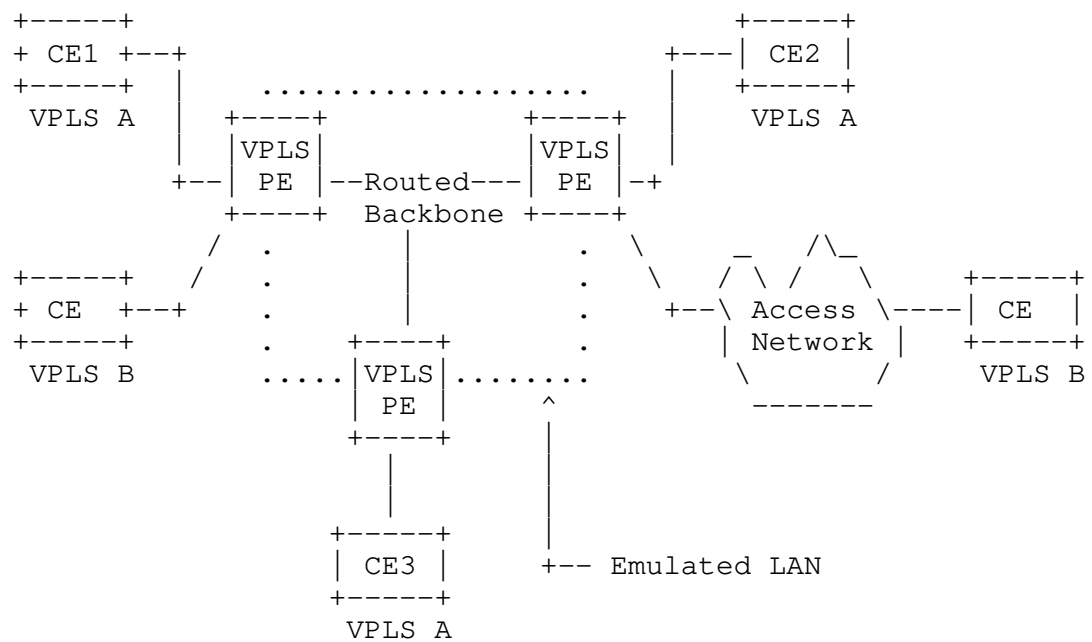 CE1 CE2
VPLS A VPLS A
VPLS VPLS
PE Routed PE
Backbone
CE Access CE
Network
VPLS B VPLS VPLS B
PE
CE3 Emulated LAN
VPLS A